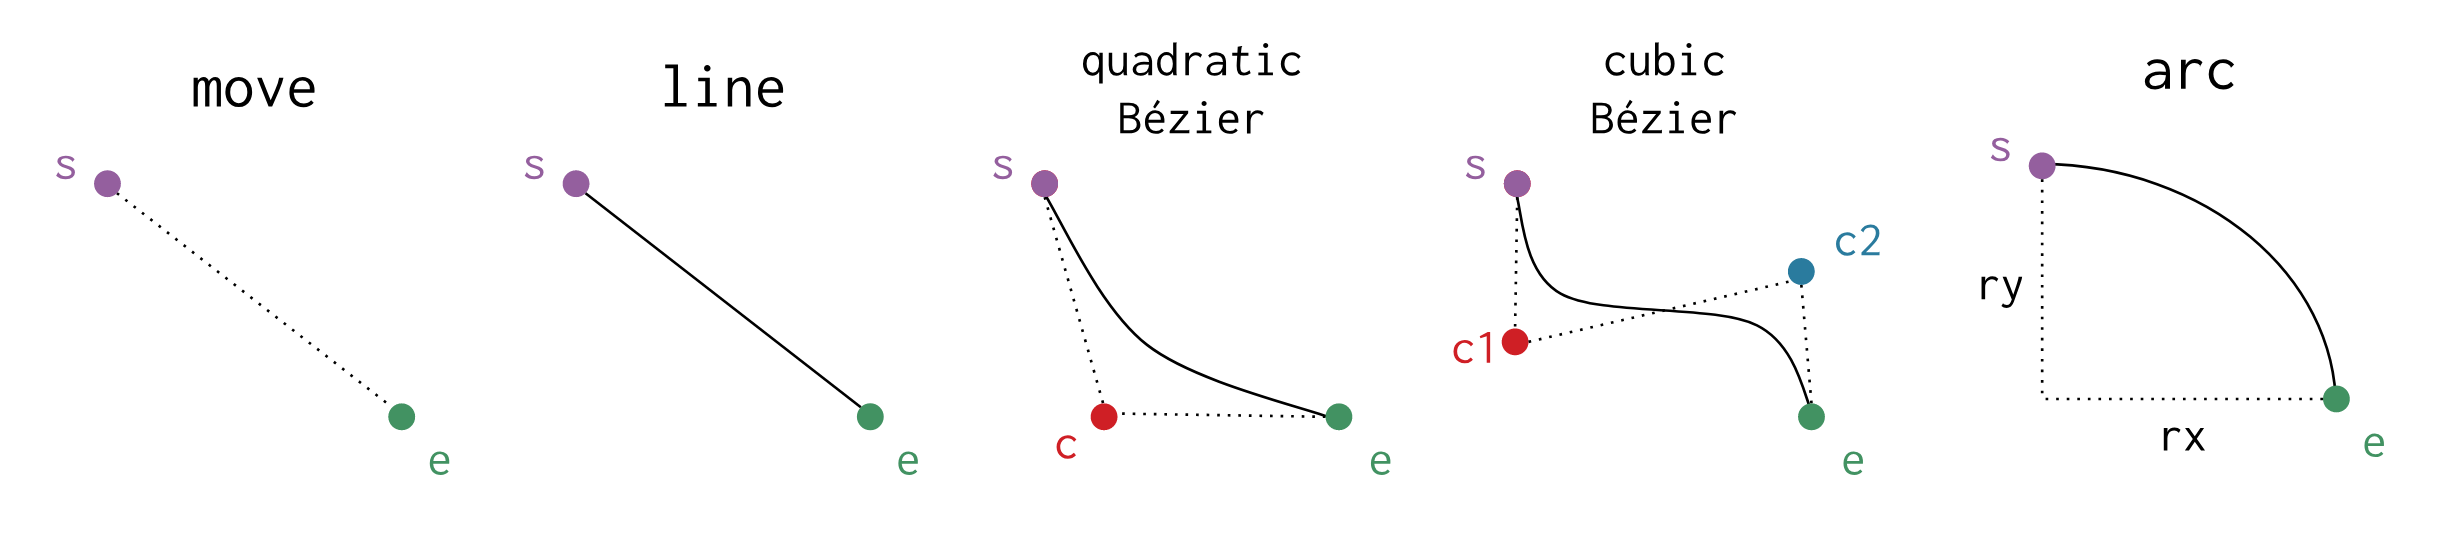 move
s
e
line
s
e
quadratic
Bézier
s
c
e
cubic
Bézier
s
c2
c1
e
arc
s
ry
rx
e